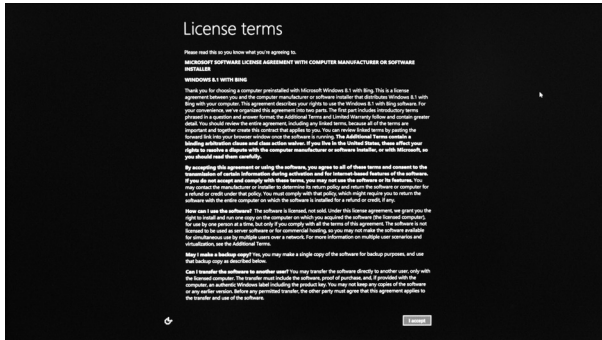 License terms
Please read this so you know what you're agreeing to.
MICROSOFT SOFTWARE LICENSE AGREEMENT WITH COMPUTER MANUFACTURER OR SOFTWARE
INSTALLER
WINDOWS 8.1 WITH BING
Thank you for choosing a computer preinstalled with Microsoft Windows 8.1 with Bing. This is a license
agreement between you and the computer manufacturer or software installer that distributes Windows 8.1 with
Bing with your computer. This agreement describes your rights to use the Windows 8.1 with Bing software. For
your convenience, we've organized this agreement into two parts. The first part includes introductory terms
phrased in a question and answer format; the Additional Terms and Limited Warranty follow and contain greater
detail. You should review the entire agreement, including any linked terms, because all of the terms are
important and together create this contract that applies to you. You can review linked terms by pasting the
forward link into your browser window once the software is running. The Additional Terms contain a
binding arbitration clause and class action waiver. If you live in the United States, these affect your
rights to resolve a dispute with the computer manufacturer or software installer, or with Microsoft, so
you should read them carefully.
By accepting this agreement or using the software, you agree to all of these terms and consent to the
transmission of certain information during activation and for Internet-based features of the software.
If you do not accept and comply with these terms, you may not use the software or its features. You
may contact the manufacturer or installer to determine its return policy and return the software or computer for
a refund or credit under that policy. You must comply with that policy, which might require you to return the
software with the entire computer on which the software is installed for a refund or credit, if any.
How can I use the software? The software is licensed, not sold. Under this license agreement, we grant you the
right to install and run one copy on the computer on which you acquired the software (the licensed computer),
for use by one person at a time, but only if you comply with all the terms of this agreement. The software is not
licensed to be used as server software or for commercial hosting, so you may not make the software available
for simultaneous use by multiple users over a network. For more information on multiple user scenarios and
virtualization, see the Additional Terms.
May I make a backup copy? Yes, you may make a single copy of the software for backup purposes, and use
that backup copy as described below.
Can I transfer the software to another user? You may transfer the software directly to another user, only with
the licensed computer. The transfer must include the software, proof of purchase, and, if provided with the
computer, an authentic Windows label including the product key. You may not keep any copies of the software
or any earlier version. Before any permitted transfer, the other party must agree that this agreement applies to
the transfer and use of the software.
I accept